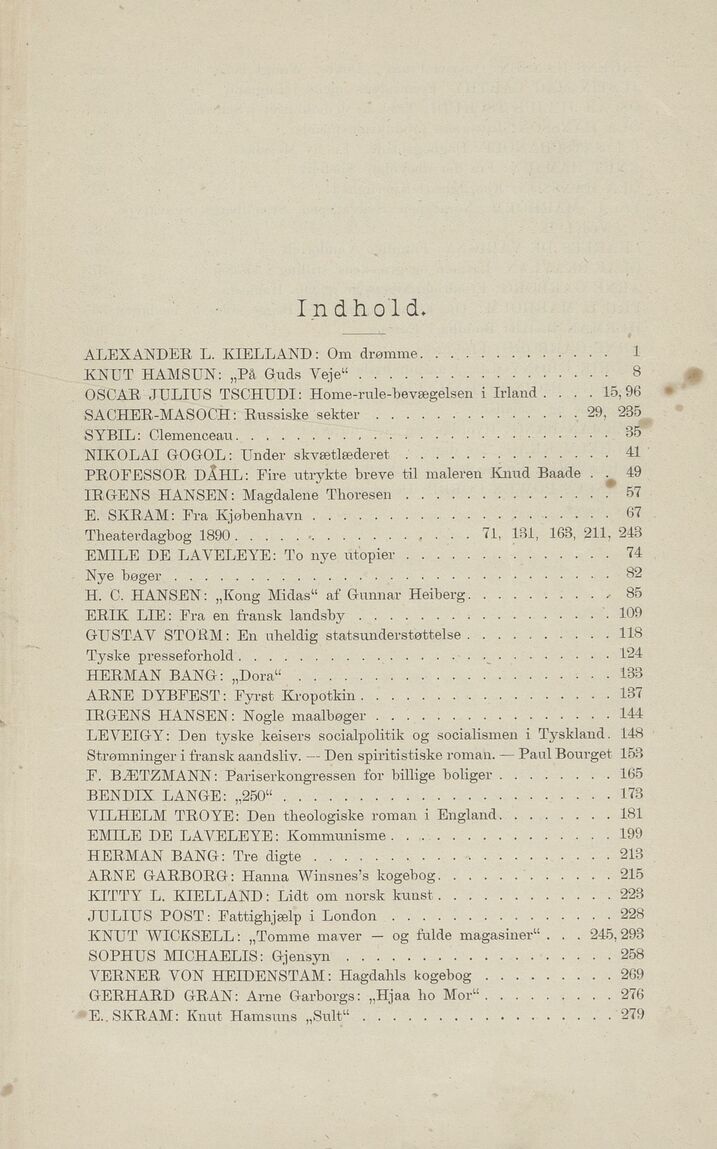 Indhold.
ALEXANDER L. KIELLAND: Om drømme. . . . . . . . . . . . . . 1
KNUT HAMSUN: „På Guds Veje“ . . . . . . . . . . . . . . . . . 8
OSCAR JULIUS TSCHUDI: Home-rule-bevægelsen i Irland . . . . 15, 96
SACHER-MASOCH: Russiske sekter . . . . . . . . . . . . . . 29, 235
SYBIL: Clemenceau. . . . . . . . . . . . . . . . . . . . . . . . . 35
NIKOLAI GOGOL: Under skvætlæderet . . . . . . . . . . . . . . . 41
PROFESSOR DAHL: Fire utrykte breve til maleren Knud Baade . . 49
IRGENS HANSEN: Magdalene Thoresen . . . . . . . . . . . . . . 57
E. SKRAM: Fra Kjøbenhavn . . . . . . . . . . . . . . . . . . . . 67
Theaterdagbog 1890 . . . . . . . . . . . . . . . . 71, 131, 163, 211, 243
EMILE DE LAVELEYE: To nye utopier . . . . . . . . . . . . . . 74
Nye bøger . . . . . . . . . . . . . . . . . . . . . . . . . . . . . 82
H. C. HANSEN: „Kong Midas“ af Gunnar Heiberg. . . . . . . . . . 85
ERIK LIE: Fra en fransk landsby . . . . . . . . . . . . . . . . . 109
GUSTAV STORM: En uheldig statsunderstøttelse . . . . . . . . . . 118
Tyske presseforhold . . . . . . . . . . . . . . . . . . . . . . . . . 124
HERMAN BANG: „Dora“ . . . . . . . . . . . . . . . . . . . . . 133
ARNE DYBFEST: Fyrst Kropotkin . . . . . . . . . . . . . . . . . 137
IRGENS HANSEN: Nogle maalbøger . . . . . . . . . . . . . . . . 144
LEVEIGY: Den tyske keisers socialpolitik og socialismen i Tyskland. 148
Strømninger i fransk aandsliv. — Den spiritistiske roman. — Paul Bourget 153
F. BÆTZMANN: Pariserkongressen for billige boliger . . . . . . . . 165
BENDIX LANGE: „250“ . . . . . . . . . . . . . . . . . . . . . . 173
VILHELM TROYE: Den theologiske roman i England. . . . . . . . 181
EMILE DE LAVELEYE: Kommunisme . . . . . . . . . . . . . . . 199
HERMAN BANG: Tre digte . . . . . . . . . . . . . . . . . . . . 213
ARNE GARBORG: Hanna Winsnes's kogebog. . . . . . . . . . . . 215
KITTY L. KIELLAND: Lidt om norsk kunst . . . . . . . . . . . . 223
JULIUS POST: Fattighjælp i London . . . . . . . . . . . . . . . 228
KNUT WICKSELL: „Tomme maver — og fulde magasiner“ . . . 245, 293
SOPHUS MICHAELIS: Gjensyn . . . . . . . . . . . . . . . . . . 258
VERNER VON HEIDENSTAM: Hagdahls kogebog . . . . . . . . . 269
GERHARD GRAN: Arne Garborgs: „Hjaa ho Mor“ . . . . . . . . . 276
E. SKRAM: Knut Hamsuns „Sult“ . . . . . . . . . . . . . . . . . 279